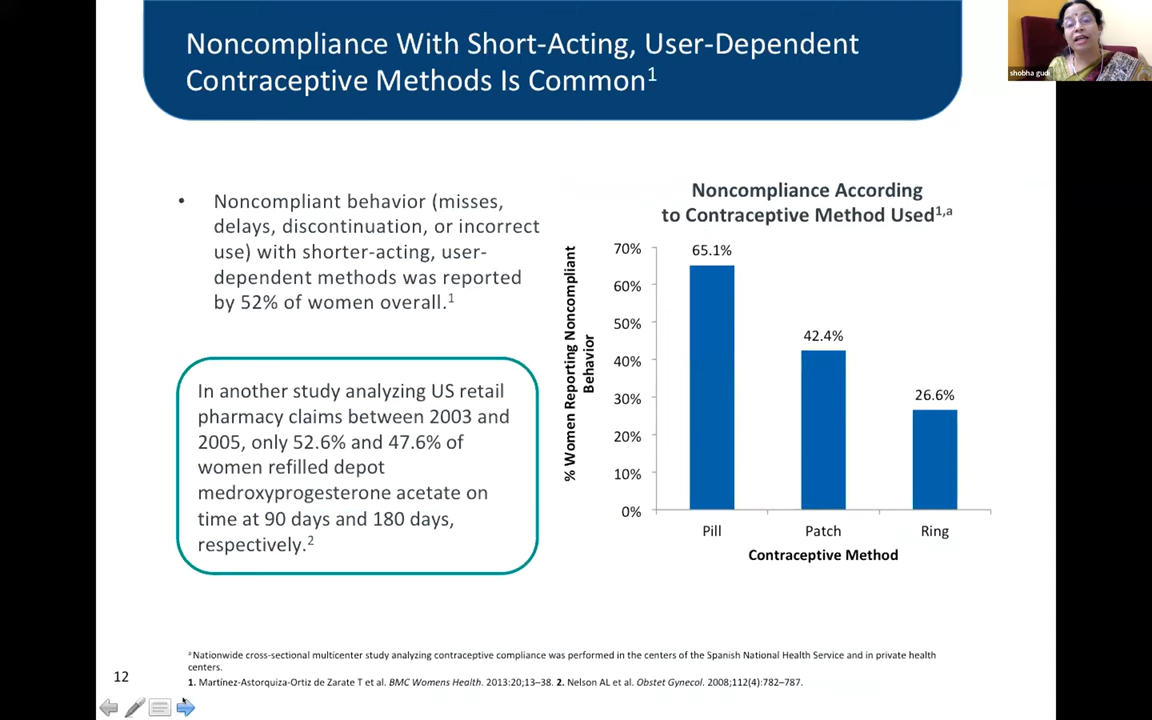 Noncompliance With Short-Acting, User-Dependent
Contraceptive Methods Is Common1
shobha gudi
• Noncompliant behavior (misses,
delays, discontinuation, or incorrect
use) with shorter-acting, user-
dependent methods was reported
by 52% of women overall.1
In another study analyzing US retail
pharmacy claims between 2003 and
2005, only 52.6% and 47.6% of
women refilled depot
medroxyprogesterone acetate on
time at 90 days and 180 days,
respectively.2
Noncompliance According
to Contraceptive Method Used1,a
% Women Reporting Noncompliant
Behavior
70%
60%
50%
40%
30%
20%
10%
0%
65.1%
42.4%
26.6%
Pill Patch Ring
Contraceptive Method
aNationwide cross-sectional multicenter study analyzing contraceptive compliance was performed in the centers of the Spanish National Health Service and in private health
centers.
1. Martínez-Astorquiza-Ortiz de Zarate T et al. BMC Womens Health. 2013:20;13–38. 2. Nelson AL et al. Obstet Gynecol. 2008;112(4):782–787.
12